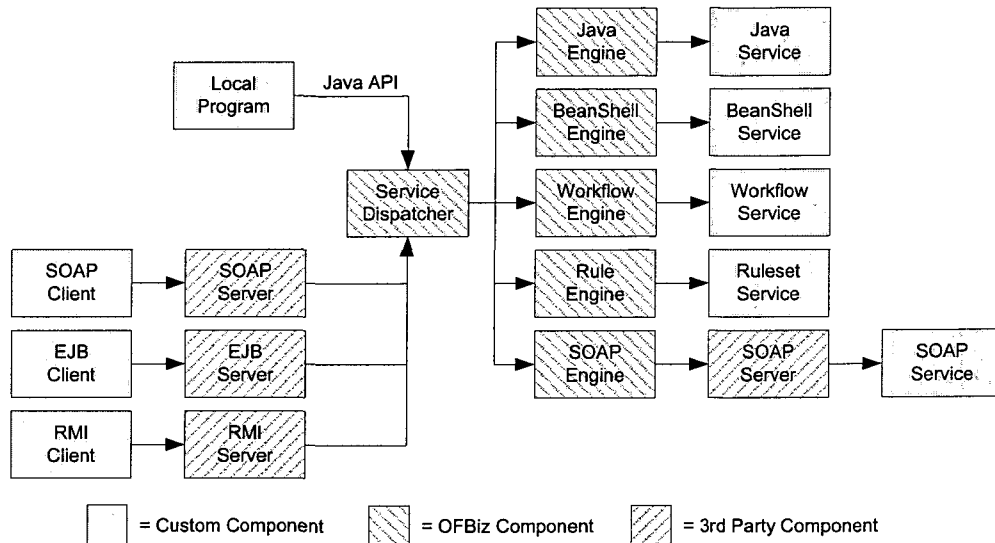 Java
Engine
Java
Service
Local
Program
Java API
BeanShell
Engine
BeanShell
Service
Service
Dispatcher
Workflow
Engine
Workflow
Service
SOAP
Client
SOAP
Server
Rule
Engine
Ruleset
Service
EJB
Client
EJB
Server
SOAP
Engine
SOAP
Server
SOAP
Service
RMI
Client
RMI
Server
= Custom Component
= OFBiz Component
= 3rd Party Component